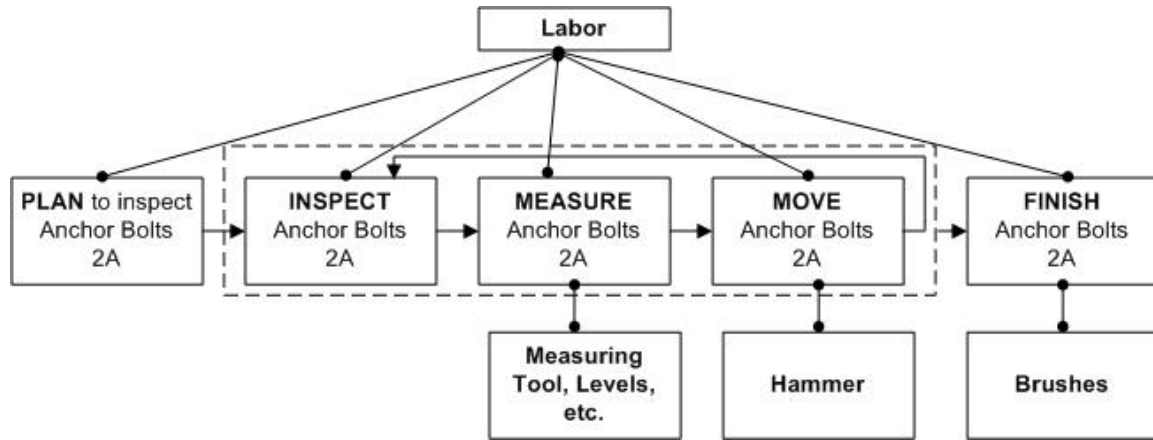 Labor
PLAN to inspect
Anchor Bolts
2A
INSPECT
Anchor Bolts
2A
MEASURE
Anchor Bolts
2A
MOVE
Anchor Bolts
2A
FINISH
Anchor Bolts
2A
Measuring
Tool, Levels,
etc.
Hammer
Brushes